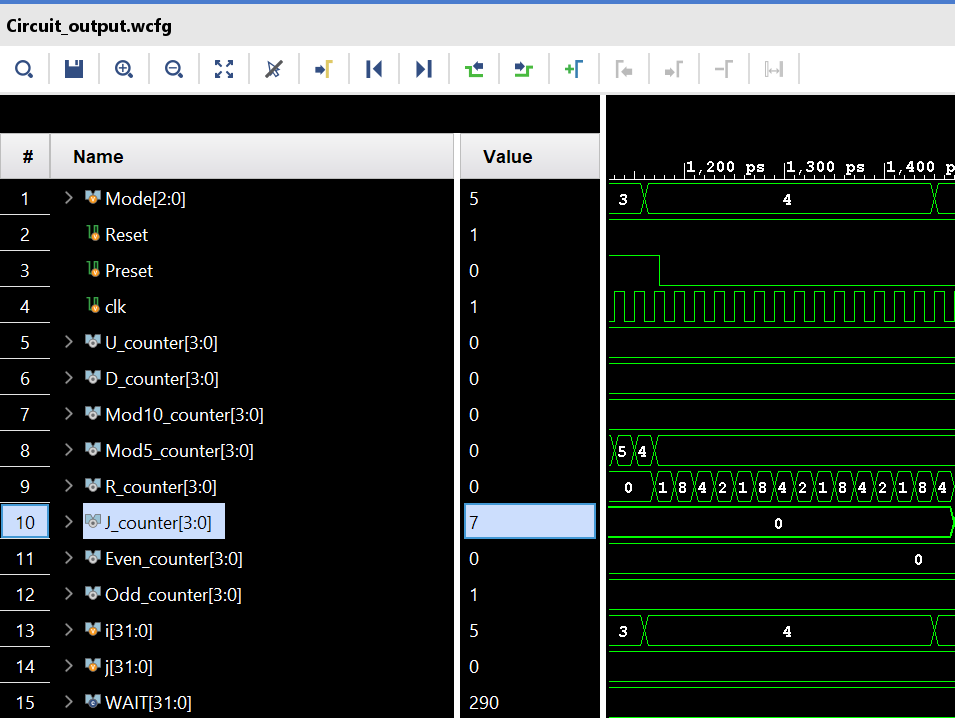 Circuit_output.wcfg
# Name Value
1,200 ps 1,300 ps 1,400 p
1 Mode[2:0] 5 3 4
2 Reset 1
3 Preset 0
4 clk 1
5 U_counter[3:0] 0
6 D_counter[3:0] 0
7 Mod10_counter[3:0] 0
8 Mod5_counter[3:0] 0 5 4
9 R_counter[3:0] 0 0 1 8 4 2 1 8 4 2 1 8 4 2 1 8 4
10 J_counter[3:0] 7 0
11 Even_counter[3:0] 0 0
12 Odd_counter[3:0] 1
13 i[31:0] 5 3 4
14 j[31:0] 0
15 WAIT[31:0] 290